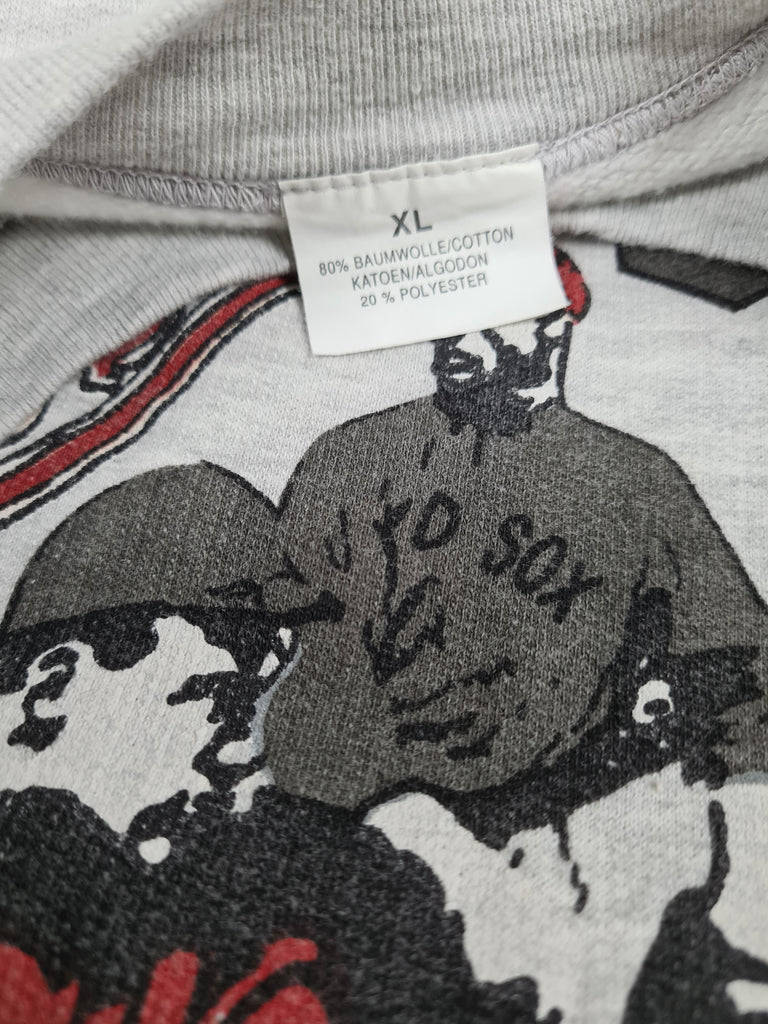 XL
80% BAUMWOLLE/COTTON
KATOEN/ALGODON
20 % POLYESTER
SOX